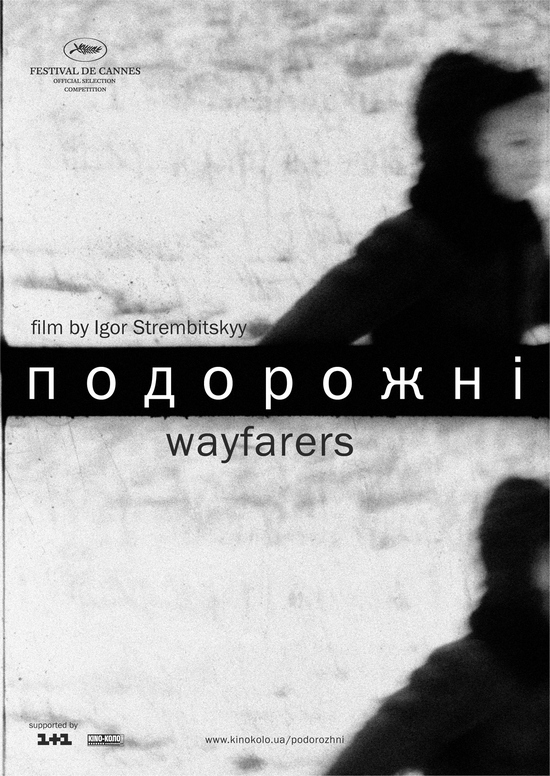 FESTIVAL DE CANNES
OFFICIAL SELECTION
COMPETITION
film by Igor Strembitskyy
подорожні
wayfarers
supported by
1+1 KINO-КОЛО
www.kinokolo.ua/podorozhni